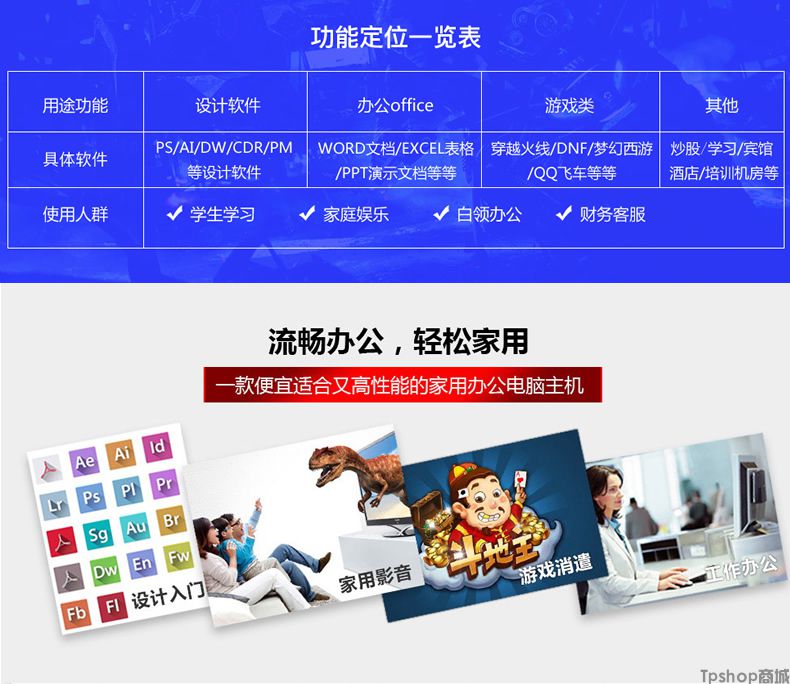 功能定位一览表
用途功能 设计软件 办公office 游戏类 其他
具体软件 PS/AI/DW/CDR/PM 等设计软件 WORD文档/EXCEL表格 /PPT演示文档等等 穿越火线/DNF/梦幻西游 /QQ飞车等等 炒股/学习/宾馆 酒店/培训机房等
使用人群 学生学习 家庭娱乐 白领办公 财务客服
流畅办公，轻松家用
一款便宜适合又高性能的家用办公电脑主机
Ae Ai Id
Lr Ps Pl Pr
Sg Au Br
Dw En Fw
Fb Fl 设计入门
家用影音
斗地王
A
游戏消遣
工作办公
Tpshop商城